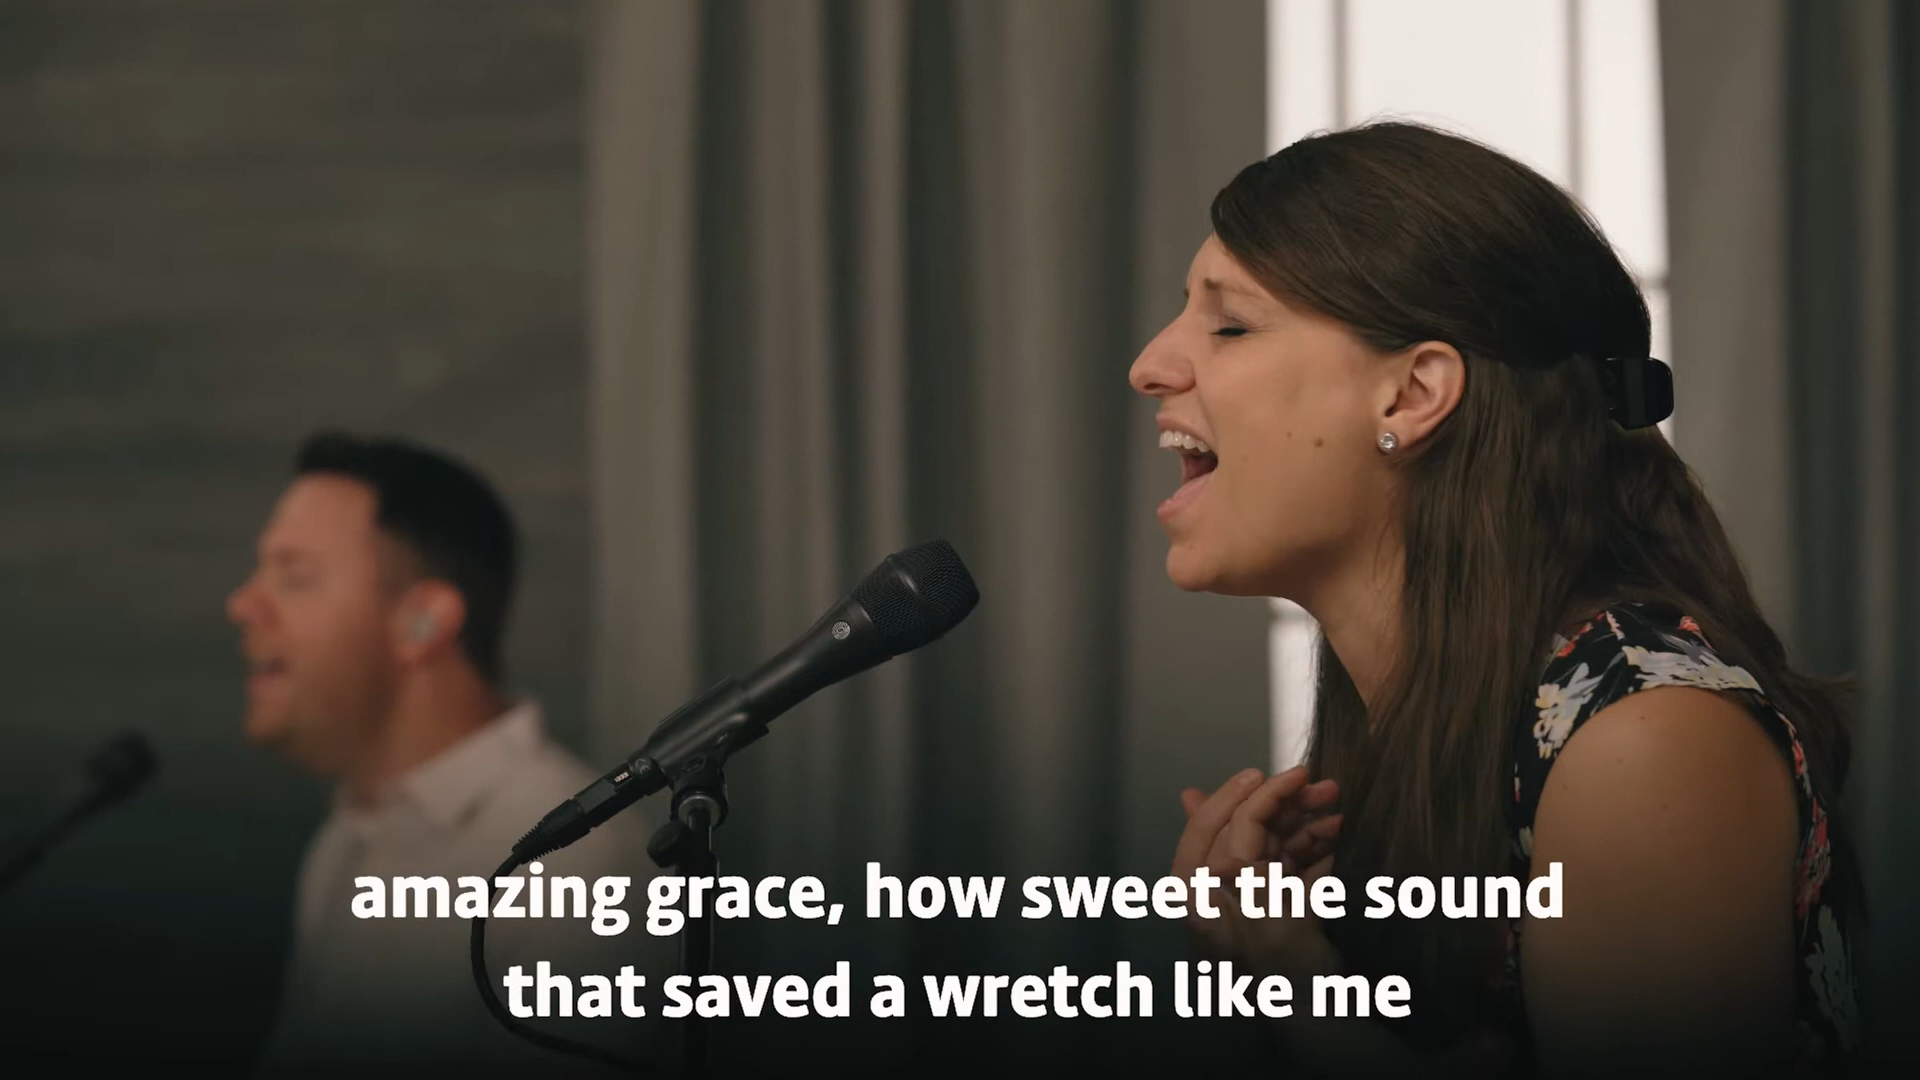 amazing grace, how sweet the sound
that saved a wretch like me